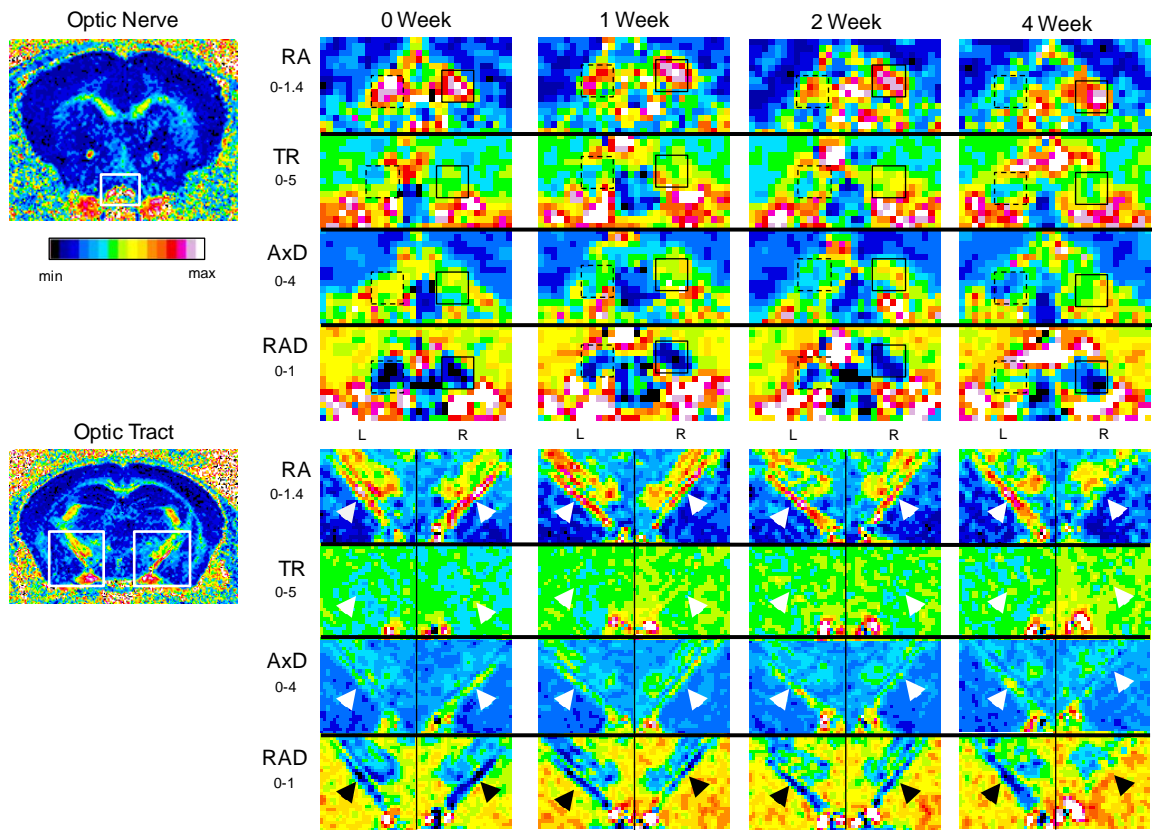 Optic Nerve
0 Week
1 Week
2 Week
4 Week
RA
0-1.4
TR
0-5
min
max
AxD
0-4
RAD
0-1
L
R
L
R
L
R
L
R
Optic Tract
RA
0-1.4
TR
0-5
AxD
0-4
RAD
0-1